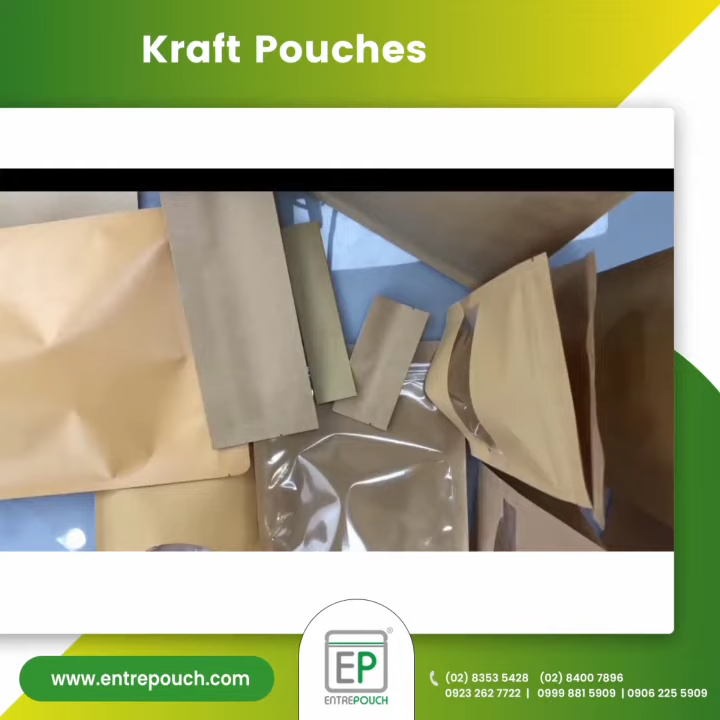 Kraft Pouches
EP®
ENTREPOUCH
www.entrepouch.com
(02) 8353 5428 (02) 8400 7896
0923 262 7722 | 0999 881 5909 | 0906 225 5909